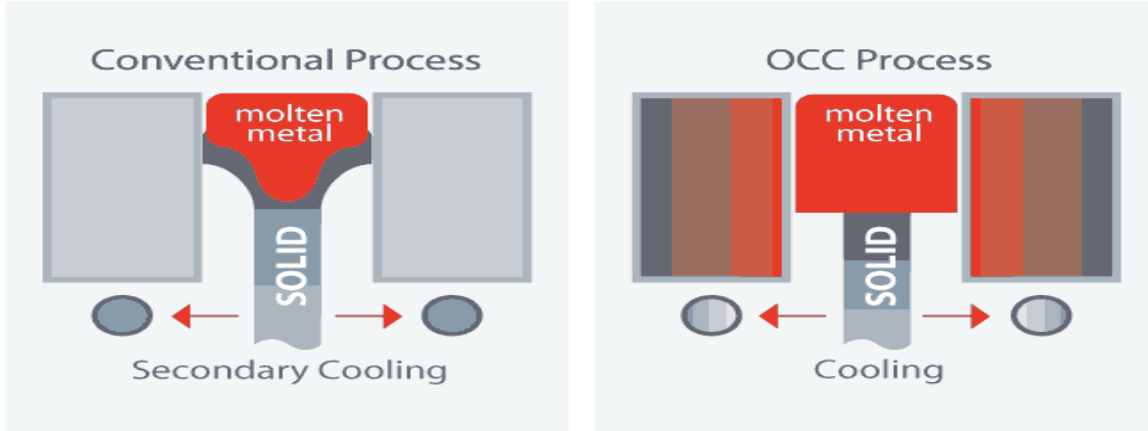 Conventional Process
molten
metal
SOLID
Secondary Cooling
OCC Process
molten
metal
SOLID
Cooling